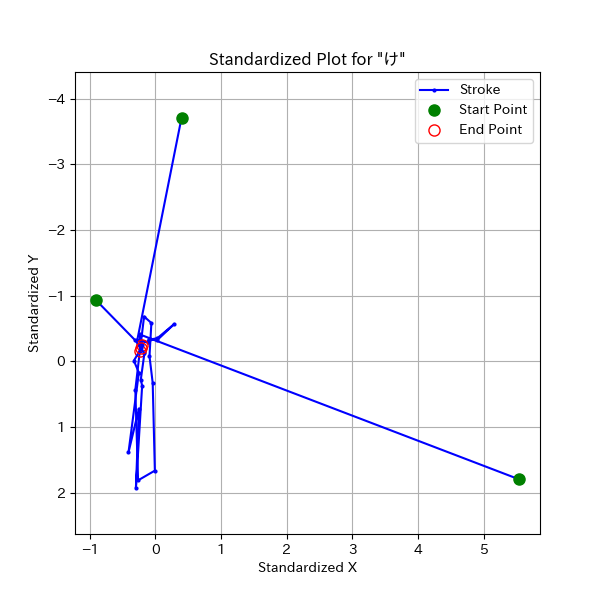 Standardized Plot for "け"
Stroke
Start Point
End Point
Standardized Y
−4
−3
−2
−1
0
1
2
−1 0 1 2 3 4 5
Standardized X